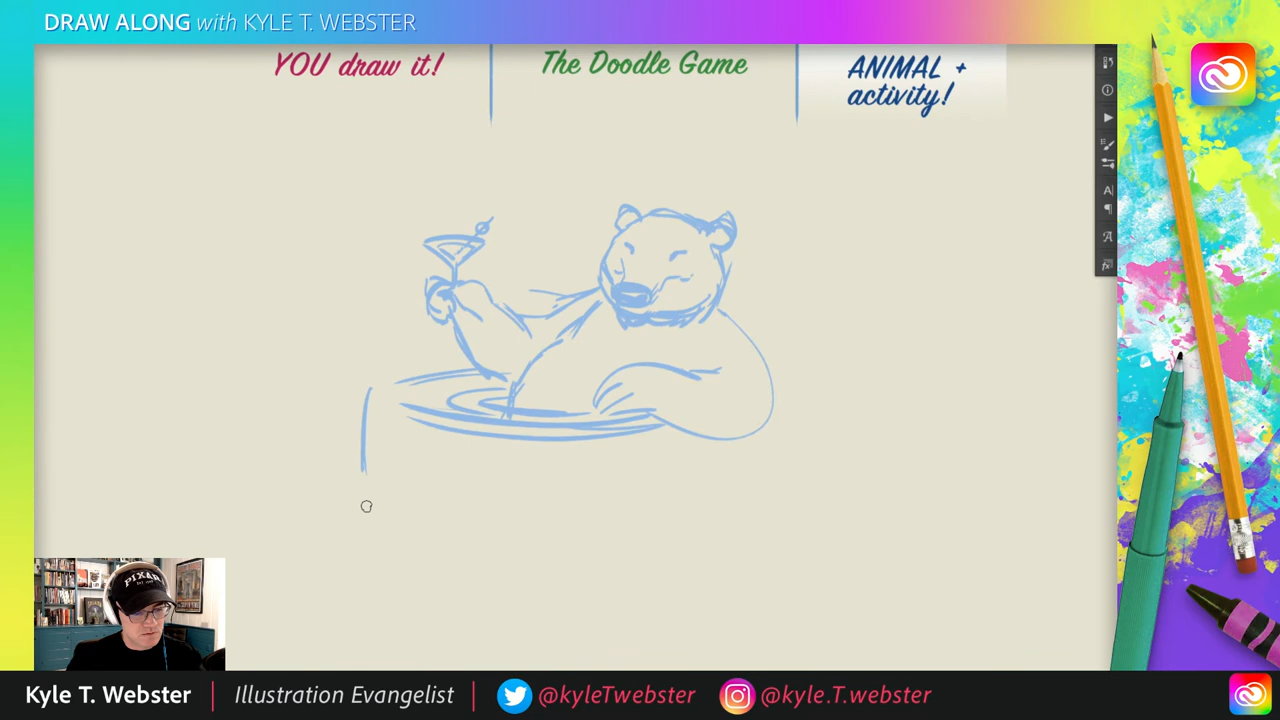 DRAW ALONG with KYLE T. WEBSTER
YOU draw it!
The Doodle Game
ANIMAL +
activity!
PIXAR
Kyle T. Webster | Illustration Evangelist | @kyleTwebster @kyle.T.webster